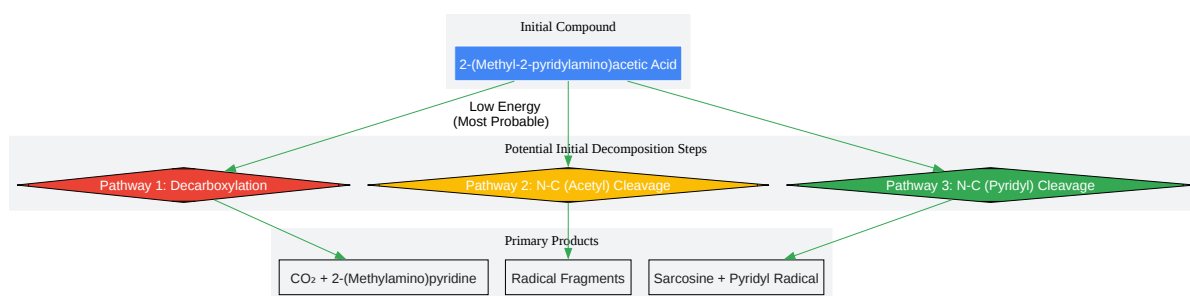 Initial Compound
2-(Methyl-2-pyridylamino)acetic Acid
Low Energy
(Most Probable)
Potential Initial Decomposition Steps
Pathway 1: Decarboxylation
Pathway 2: N-C (Acetyl) Cleavage
Pathway 3: N-C (Pyridyl) Cleavage
Primary Products
CO₂ + 2-(Methylamino)pyridine
Radical Fragments
Sarcosine + Pyridyl Radical